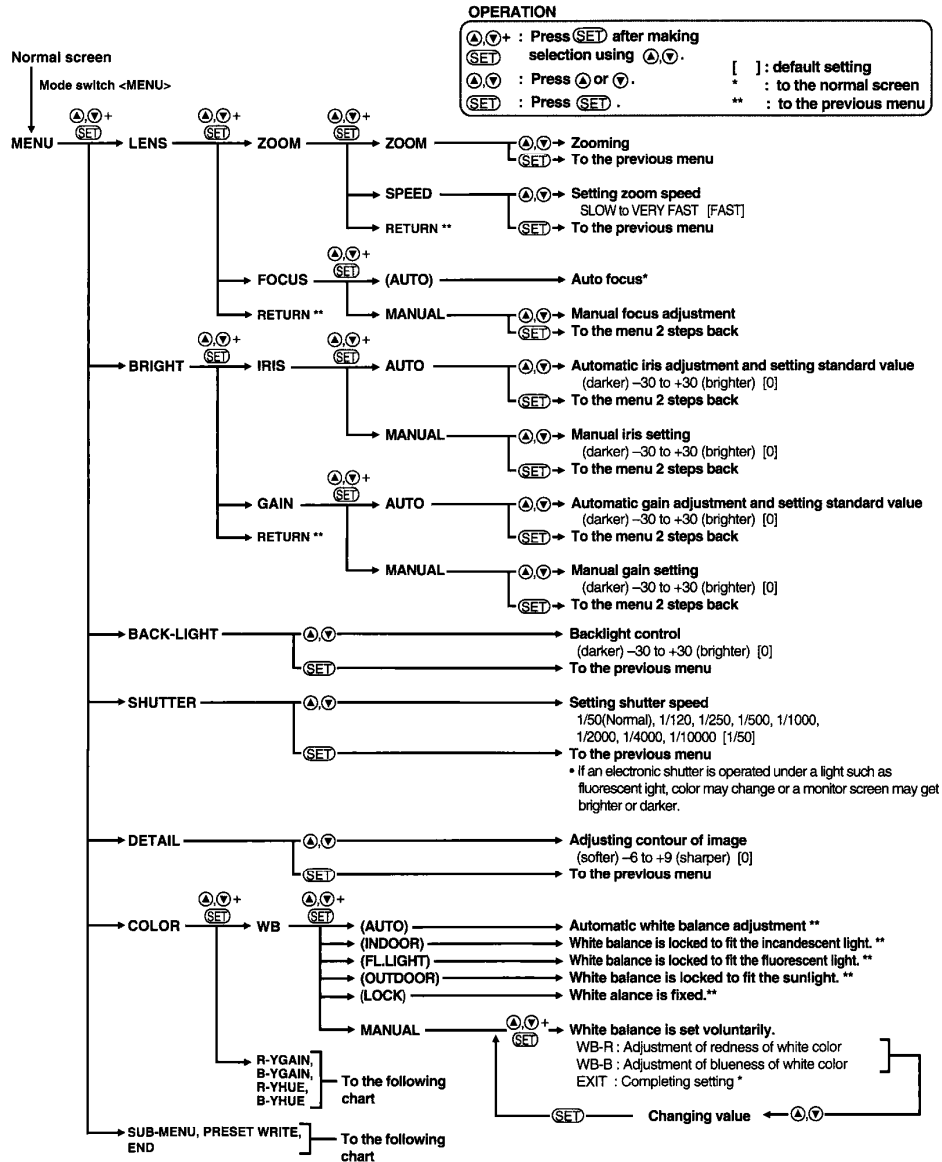 OPERATION
▲,▼+ : Press SET after making
SET selection using ▲,▼.
▲,▼ : Press ▲ or ▼.
SET : Press SET .
[ ] : default setting
* : to the normal screen
** : to the previous menu
Normal screen
Mode switch <MENU>
▲,▼+ SET ▲,▼+ SET ▲,▼+ SET
MENU LENS ZOOM ZOOM ▲,▼ Zooming
SET To the previous menu
SPEED ▲,▼ Setting zoom speed
SLOW to VERY FAST [FAST]
RETURN ** SET To the previous menu
▲,▼+ SET
FOCUS (AUTO) Auto focus*
RETURN ** MANUAL ▲,▼ Manual focus adjustment
SET To the menu 2 steps back
▲,▼+ SET ▲,▼+ SET
BRIGHT IRIS AUTO ▲,▼ Automatic iris adjustment and setting standard value
(darker) –30 to +30 (brighter) [0]
SET To the menu 2 steps back
MANUAL ▲,▼ Manual iris setting
(darker) –30 to +30 (brighter) [0]
SET To the menu 2 steps back
▲,▼+ SET
GAIN AUTO ▲,▼ Automatic gain adjustment and setting standard value
(darker) –30 to +30 (brighter) [0]
RETURN ** SET To the menu 2 steps back
MANUAL ▲,▼ Manual gain setting
(darker) –30 to +30 (brighter) [0]
SET To the menu 2 steps back
BACK-LIGHT ▲,▼ Backlight control
(darker) –30 to +30 (brighter) [0]
SET To the previous menu
SHUTTER ▲,▼ Setting shutter speed
1/50(Normal), 1/120, 1/250, 1/500, 1/1000,
1/2000, 1/4000, 1/10000 [1/50]
SET To the previous menu
• If an electronic shutter is operated under a light such as
fluorescent ight, color may change or a monitor screen may get
brighter or darker.
DETAIL ▲,▼ Adjusting contour of image
(softer) –6 to +9 (sharper) [0]
SET To the previous menu
▲,▼+ SET ▲,▼+ SET
COLOR WB (AUTO) Automatic white balance adjustment **
(INDOOR) White balance is locked to fit the incandescent light. **
(FL.LIGHT) White balance is locked to fit the fluorescent light. **
(OUTDOOR) White balance is locked to fit the sunlight. **
(LOCK) White alance is fixed.**
MANUAL ▲,▼+ SET White balance is set voluntarily.
WB-R : Adjustment of redness of white color
WB-B : Adjustment of blueness of white color
EXIT : Completing setting *
SET Changing value ▲,▼
R-YGAIN,
B-YGAIN,
R-YHUE,
B-YHUE
To the following
chart
SUB-MENU, PRESET WRITE,
END
To the following
chart